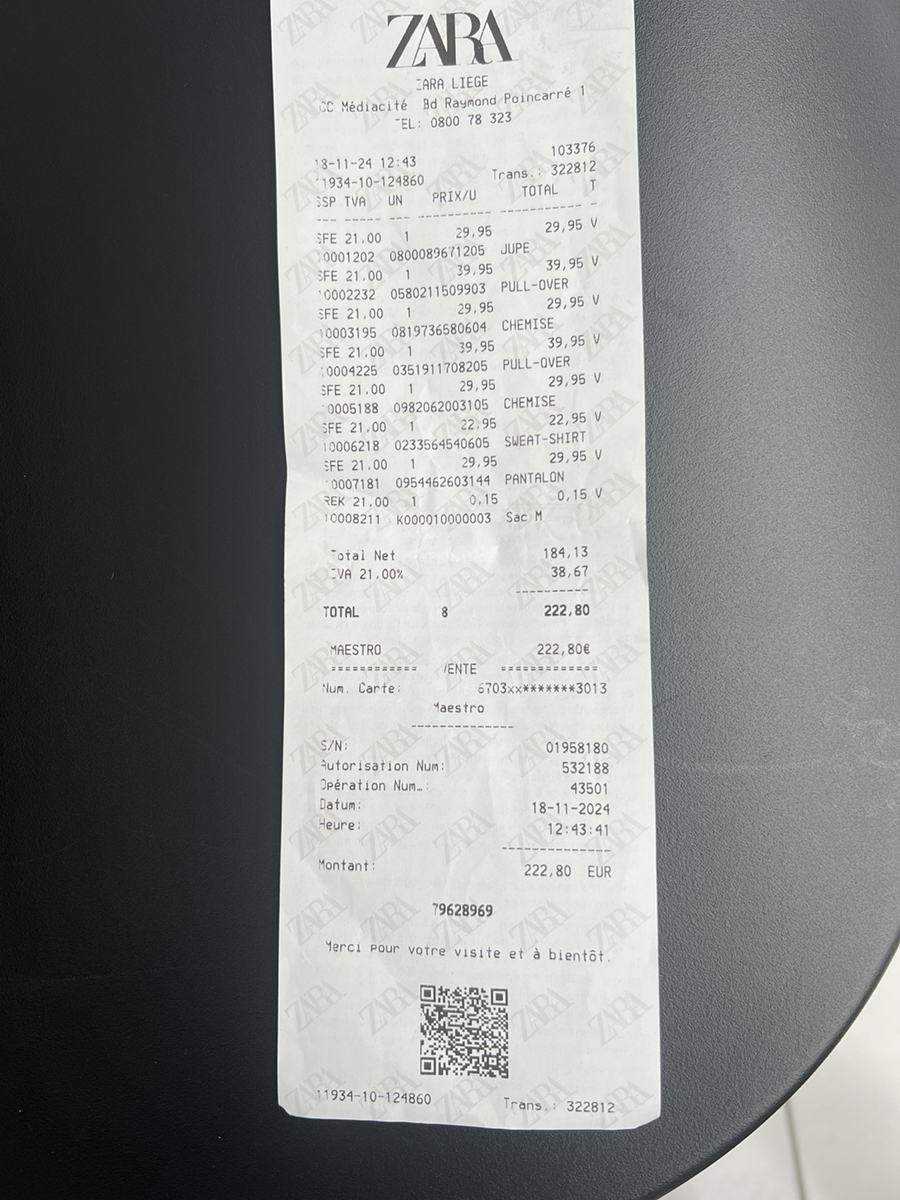 ZARA
ZARA LIEGE
CC Médiacité Bd Raymond Poincarré 1
TEL: 0800 78 323
18-11-24 12:43 103376
11934-10-124860 Trans.: 322812
SSP TVA UN PRIX/U TOTAL T
SFE 21.00 1 29,95 29,95 V
10001202 0800089671205 JUPE
SFE 21.00 1 39,95 39,95 V
10002232 0580211509903 PULL-OVER
SFE 21.00 1 29,95 29,95 V
10003195 0819736580604 CHEMISE
SFE 21.00 1 39,95 39,95 V
10004225 0351911708205 PULL-OVER
SFE 21.00 1 29,95 29,95 V
10005188 0982062003105 CHEMISE
SFE 21.00 1 22,95 22,95 V
10006218 0233564540605 SWEAT-SHIRT
SFE 21.00 1 29,95 29,95 V
10007181 0954462603144 PANTALON
REK 21.00 1 0,15 0,15 V
10008211 K000010000003 Sac M
Total Net 184,13
TVA 21.00% 38,67
TOTAL 8 222,80
MAESTRO 222,80€
============ VENTE =============
Num. Carte: 6703xx*******3013
Maestro
S/N: 01958180
Autorisation Num: 532188
Opération Num…: 43501
Datum: 18-11-2024
Heure: 12:43:41
Montant: 222,80 EUR
79628969
Merci pour votre visite et à bientôt.
11934-10-124860 Trans.: 322812